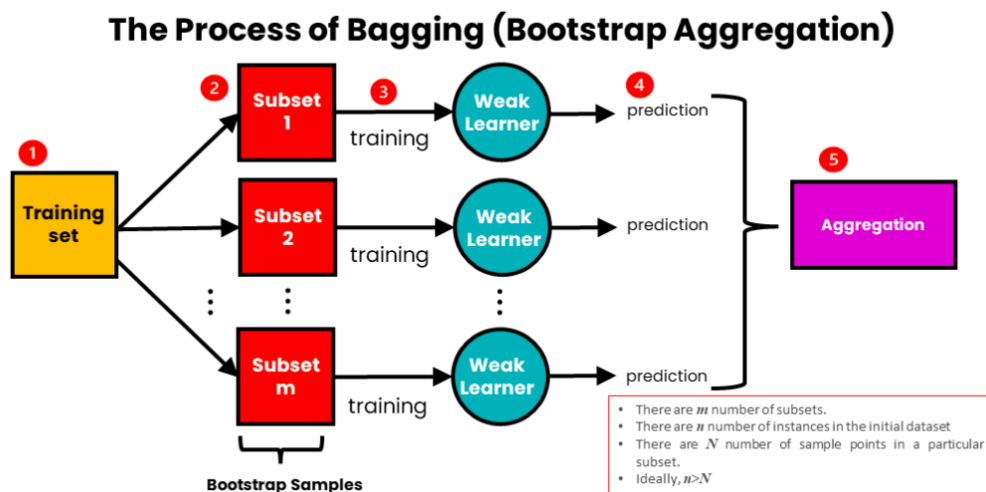 The Process of Bagging (Bootstrap Aggregation)
1
Training
set
2
Subset
1
3
training
Weak
Learner
4
prediction
Subset
2
training
Weak
Learner
prediction
Subset
m
training
Weak
Learner
prediction
5
Aggregation
Bootstrap Samples
• There are m number of subsets.
• There are n number of instances in the initial dataset
• There are N number of sample points in a particular
subset.
• Ideally, n>N